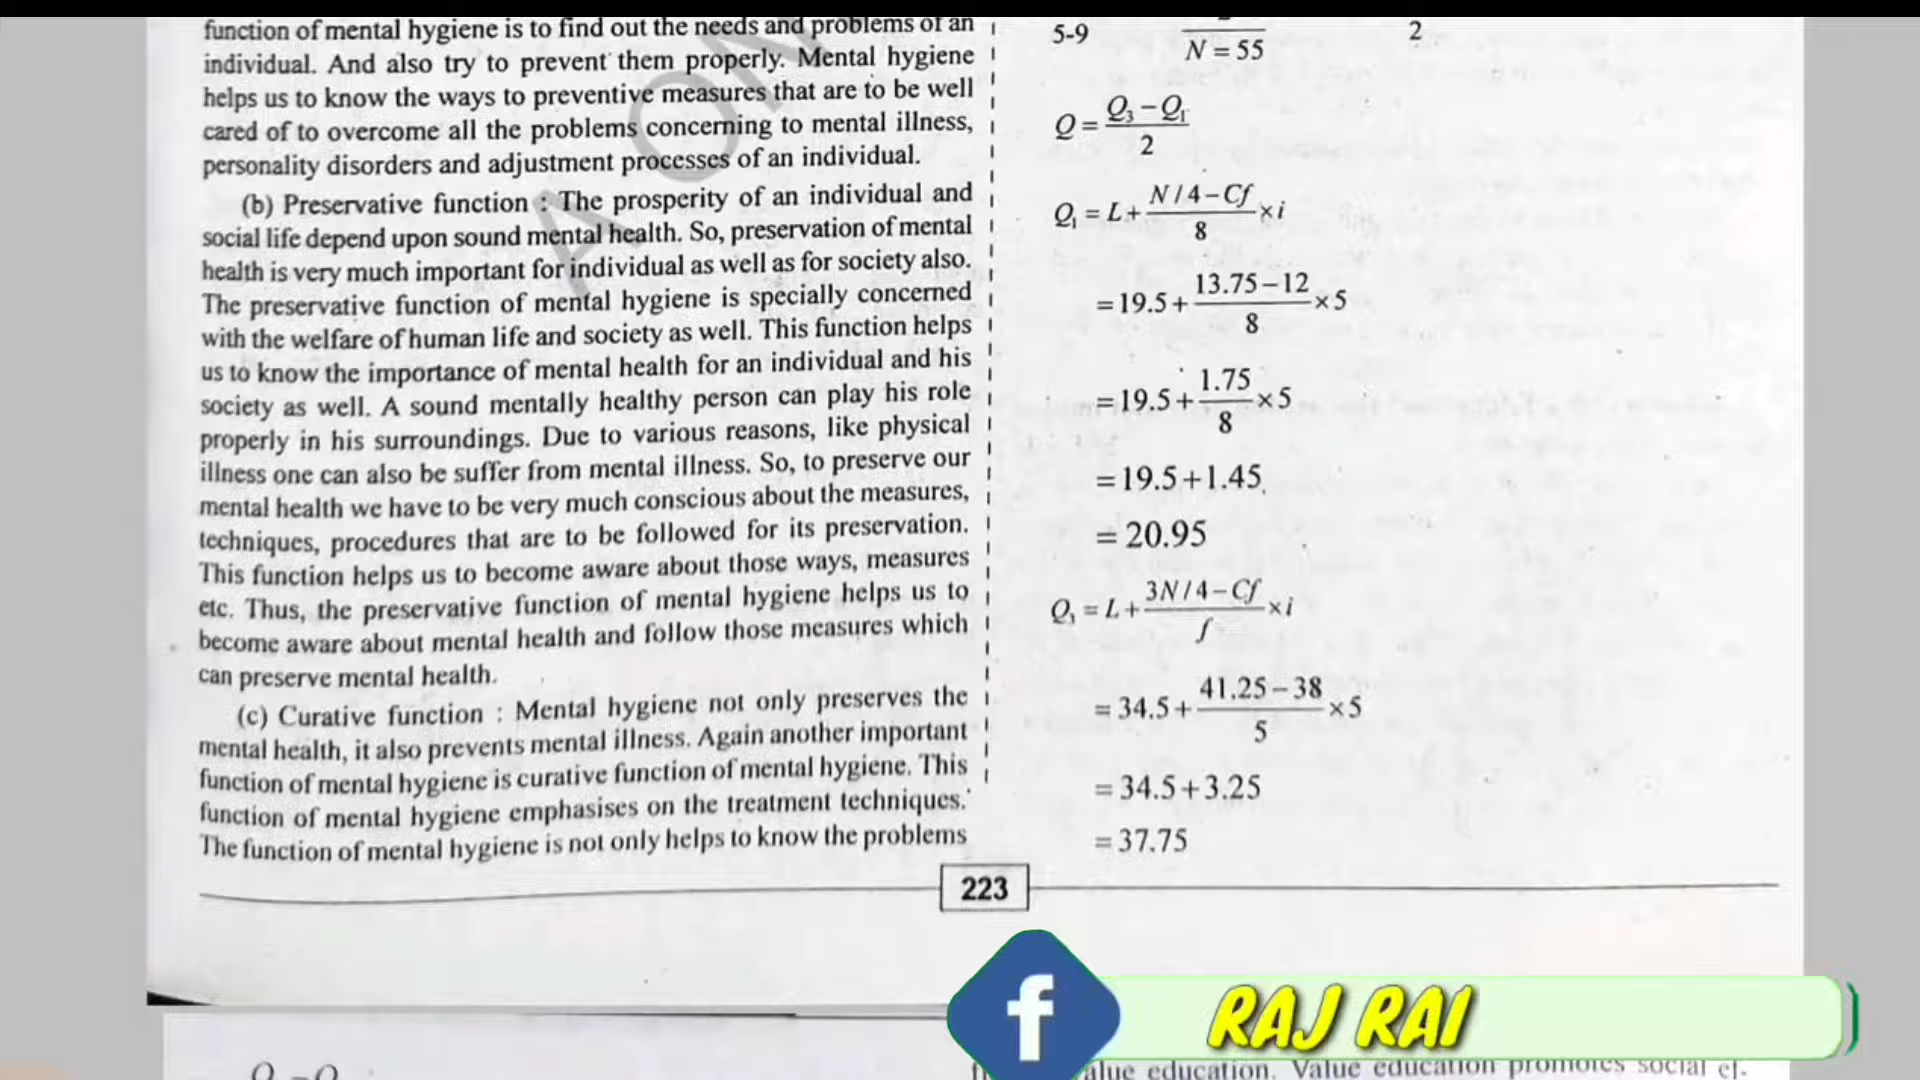 function of mental hygiene is to find out the needs and problems of an
individual. And also try to prevent them properly. Mental hygiene
helps us to know the ways to preventive measures that are to be well
cared of to overcome all the problems concerning to mental illness,
personality disorders and adjustment processes of an individual.
(b) Preservative function : The prosperity of an individual and
social life depend upon sound mental health. So, preservation of mental
health is very much important for individual as well as for society also.
The preservative function of mental hygiene is specially concerned
with the welfare of human life and society as well. This function helps
us to know the importance of mental health for an individual and his
society as well. A sound mentally healthy person can play his role
properly in his surroundings. Due to various reasons, like physical
illness one can also be suffer from mental illness. So, to preserve our
mental health we have to be very much conscious about the measures,
techniques, procedures that are to be followed for its preservation.
This function helps us to become aware about those ways, measures
etc. Thus, the preservative function of mental hygiene helps us to
become aware about mental health and follow those measures which
can preserve mental health.
(c) Curative function : Mental hygiene not only preserves the
mental health, it also prevents mental illness. Again another important
function of mental hygiene is curative function of mental hygiene. This
function of mental hygiene emphasises on the treatment techniques.
The function of mental hygiene is not only helps to know the problems
5-9 2
N = 55
Q = Q₃ − Q₁ / 2
Q₁ = L + N / 4 − Cf / 8 × i
= 19.5 + 13.75 − 12 / 8 × 5
= 19.5 + 1.75 / 8 × 5
= 19.5 + 1.45
= 20.95
Q₁ = L + 3N / 4 − Cf / f × i
= 34.5 + 41.25 − 38 / 5 × 5
= 34.5 + 3.25
= 37.75
223
f RAJ RAI
Q − Q
value education. Value education promotes social